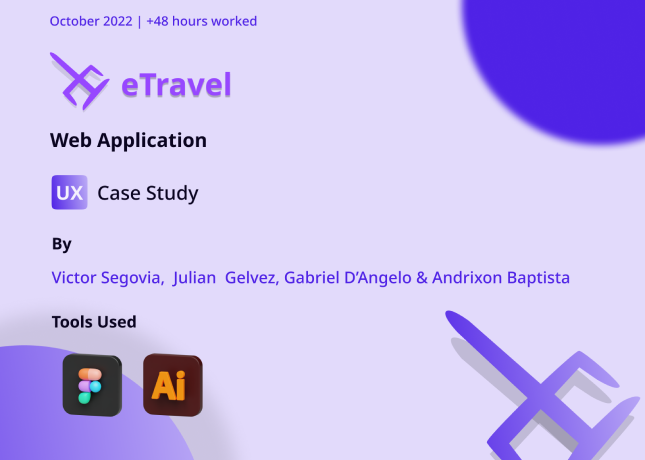 October 2022 | +48 hours worked
eTravel
Web Application
UX Case Study
By
Victor Segovia, Julian Gelvez, Gabriel D’Angelo & Andrixon Baptista
Tools Used
Ai